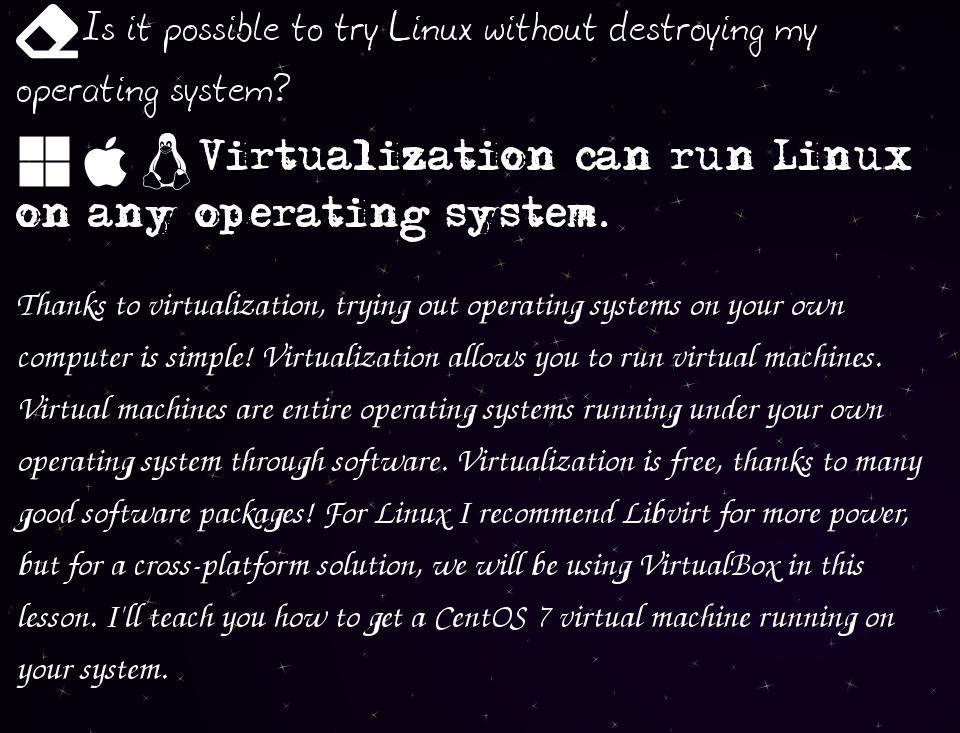 Is it possible to try Linux without destroying my
operating system?
Virtualization can run Linux
on any operating system.
Thanks to virtualization, trying out operating systems on your own
computer is simple! Virtualization allows you to run virtual machines.
Virtual machines are entire operating systems running under your own
operating system through software. Virtualization is free, thanks to many
good software packages! For Linux I recommend Libvirt for more power,
but for a cross-platform solution, we will be using VirtualBox in this
lesson. I'll teach you how to get a CentOS 7 virtual machine running on
your system.